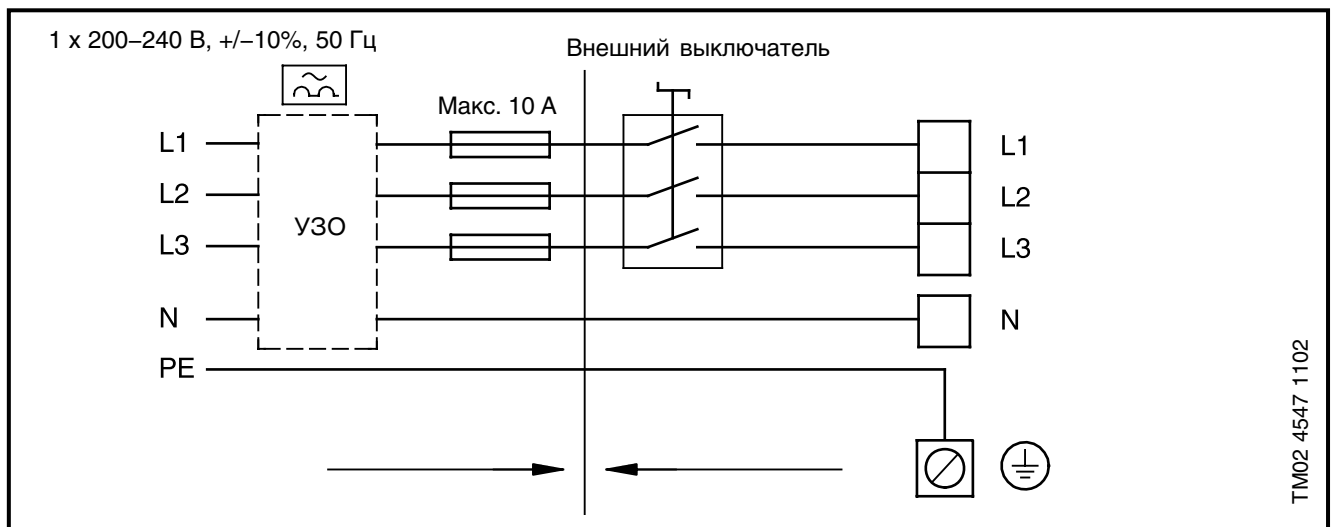 1 x 200–240 В, +/–10%, 50 Гц
Внешний выключатель
Макс. 10 А
L1
L1
L2
L2
УЗО
L3
L3
N
N
PE
TM02 4547 1102